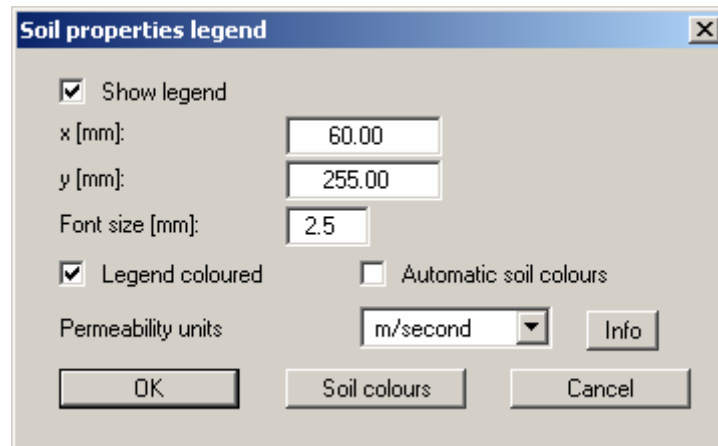 Soil properties legend
Show legend
x [mm]: 60.00
y [mm]: 255.00
Font size [mm]: 2.5
Legend coloured Automatic soil colours
Permeability units m/second Info
OK Soil colours Cancel